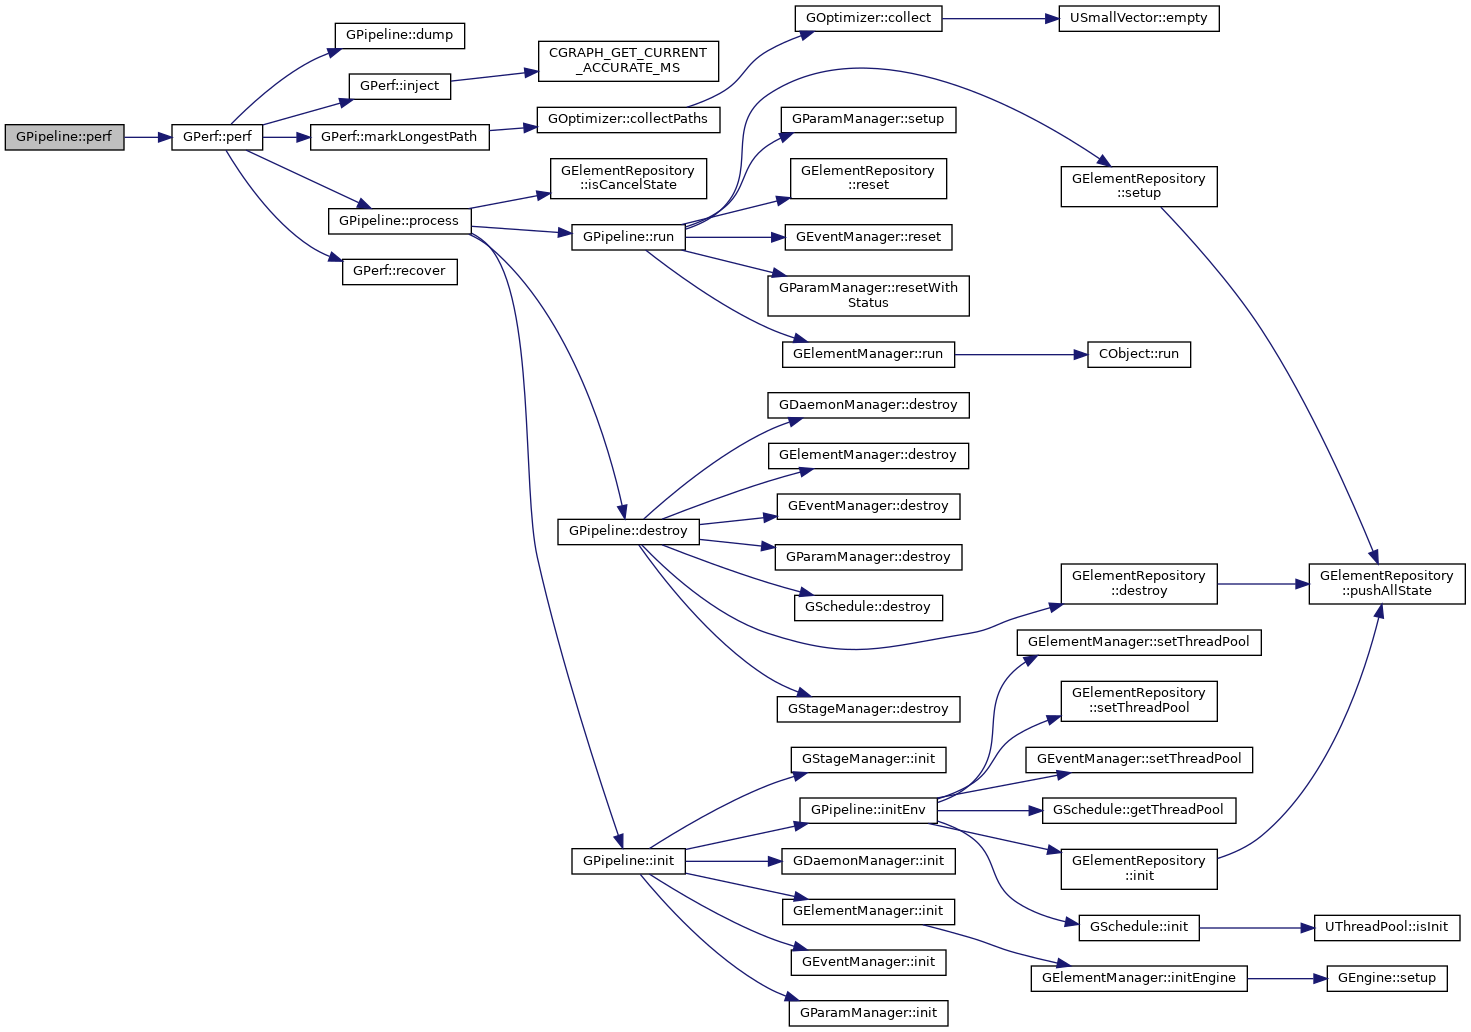 GPipeline::perf
GPerf::perf
GPipeline::dump
GPerf::inject
GPerf::markLongestPath
GPipeline::process
GPerf::recover
CGRAPH_GET_CURRENT
_ACCURATE_MS
GOptimizer::collectPaths
GOptimizer::collect
USmallVector::empty
GElementRepository
::isCancelState
GPipeline::run
GParamManager::setup
GElementRepository
::reset
GEventManager::reset
GParamManager::resetWith
Status
GElementManager::run
CObject::run
GElementRepository
::setup
GPipeline::destroy
GDaemonManager::destroy
GElementManager::destroy
GEventManager::destroy
GParamManager::destroy
GSchedule::destroy
GElementRepository
::destroy
GStageManager::destroy
GElementRepository
::pushAllState
GPipeline::init
GStageManager::init
GPipeline::initEnv
GDaemonManager::init
GElementManager::init
GEventManager::init
GParamManager::init
GElementManager::setThreadPool
GElementRepository
::setThreadPool
GEventManager::setThreadPool
GSchedule::getThreadPool
GElementRepository
::init
GSchedule::init
UThreadPool::isInit
GElementManager::initEngine
GEngine::setup